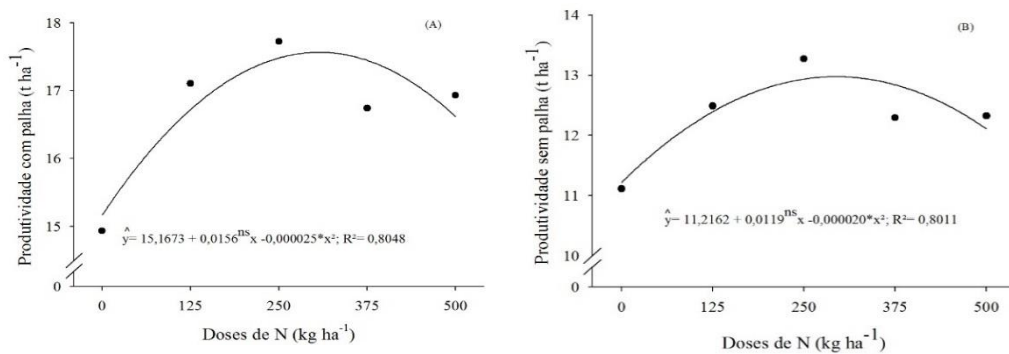 (A)
Produtividade com palha (t ha⁻¹)
18
17
16
15
0
ŷ= 15,1673 + 0,0156ⁿˢx -0,000025*x²; R²= 0,8048
0 125 250 375 500
Doses de N (kg ha⁻¹)
(B)
Produtividade sem palha (t ha⁻¹)
14
13
12
11
10
0
ŷ= 11,2162 + 0,0119ⁿˢx -0,000020*x²; R²= 0,8011
0 125 250 375 500
Doses de N (kg ha⁻¹)